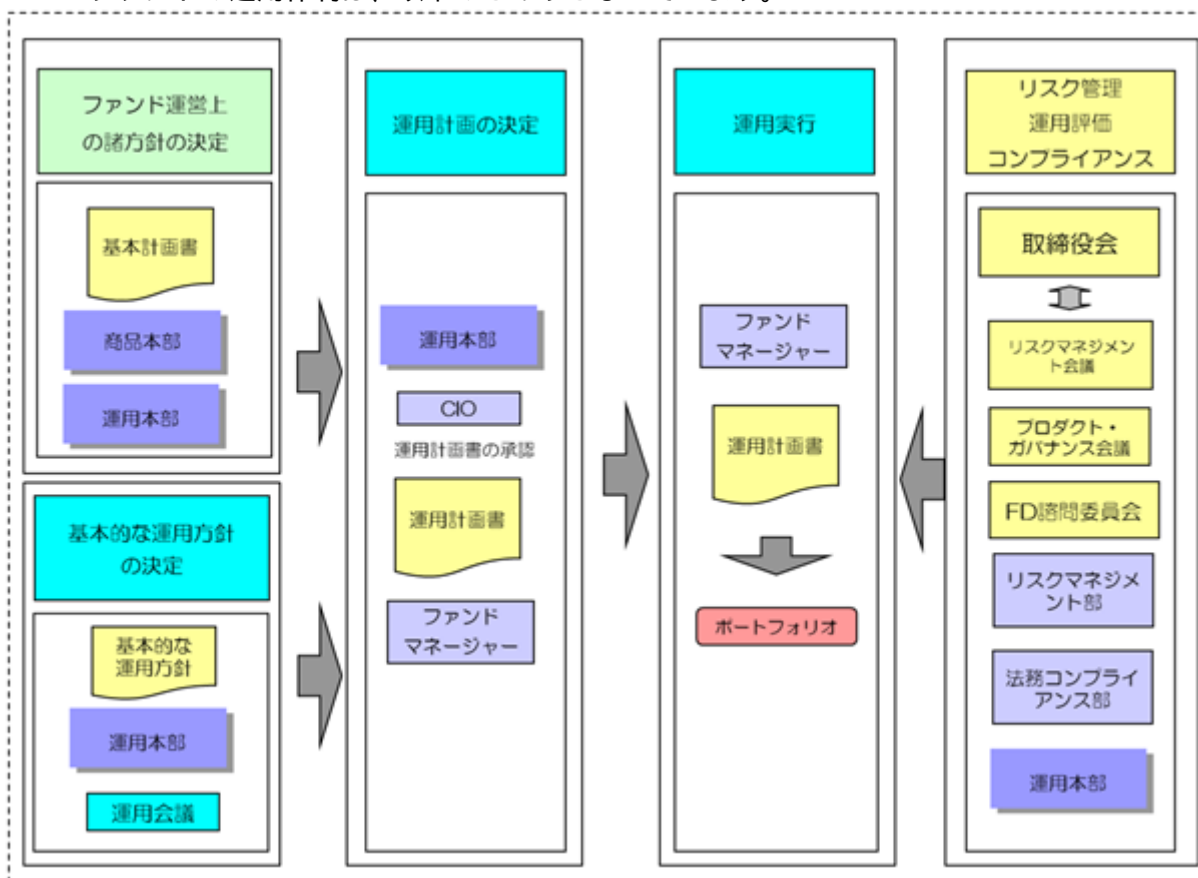 ファンド運営上
の諸方針の決定
基本計画書
商品本部
運用本部
基本的な運用方針
の決定
基本的な
運用方針
運用本部
運用会議
運用計画の決定
運用本部
CIO
運用計画書の承認
運用計画書
ファンド
マネージャー
運用実行
ファンド
マネージャー
運用計画書
ポートフォリオ
リスク管理
運用評価
コンプライアンス
取締役会
リスクマネジメン
ト会議
プロダクト・
ガバナンス会議
FD諮問委員会
リスクマネジメ
ント部
法務コンプライ
アンス部
運用本部